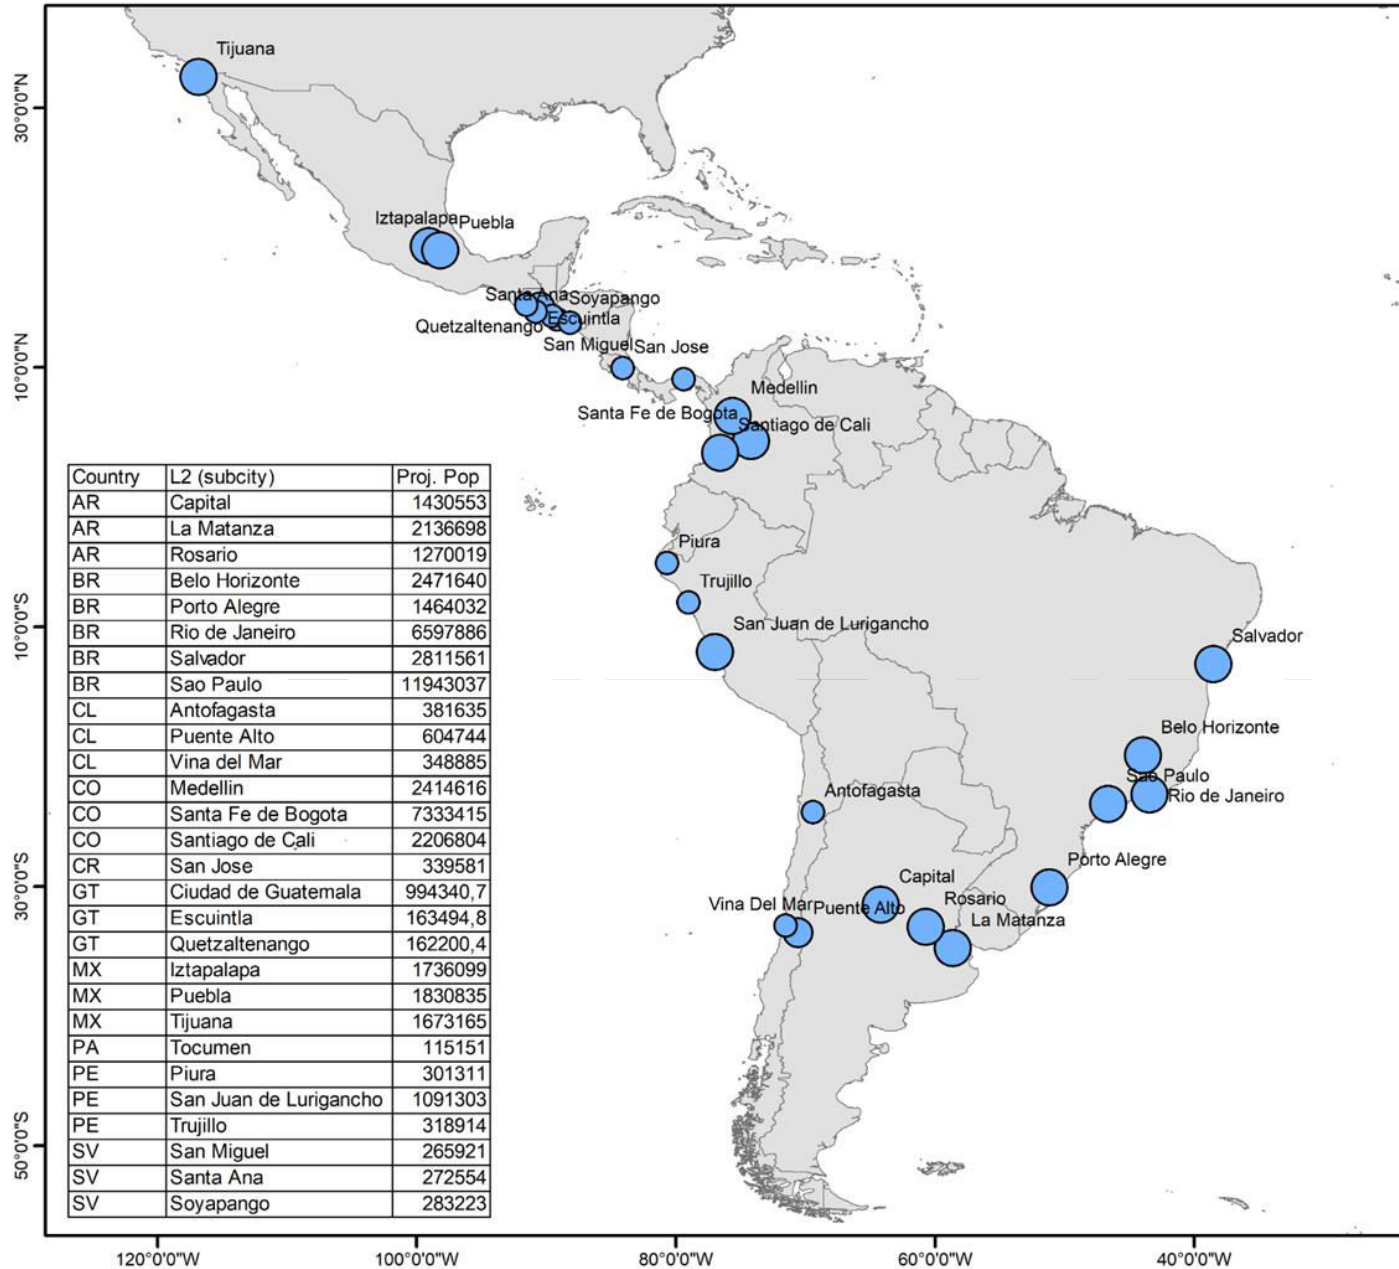 Tijuana
30°0'0"N
Iztapalapa Puebla
Santa Ana Soyapango
Quetzaltenango Escuintla
San Miguel San Jose
10°0'0"N
Medellin
Santa Fe de Bogota
Santiago de Cali
Country L2 (subcity) Proj. Pop
AR Capital 1430553
AR La Matanza 2136698
AR Rosario 1270019
BR Belo Horizonte 2471640
BR Porto Alegre 1464032
BR Rio de Janeiro 6597886
BR Salvador 2811561
BR Sao Paulo 11943037
CL Antofagasta 381635
CL Puente Alto 604744
CL Vina del Mar 348885
CO Medellin 2414616
CO Santa Fe de Bogota 7333415
CO Santiago de Cali 2206804
CR San Jose 339581
GT Ciudad de Guatemala 994340,7
GT Escuintla 163494,8
GT Quetzaltenango 162200,4
MX Iztapalapa 1736099
MX Puebla 1830835
MX Tijuana 1673165
PA Tocumen 115151
PE Piura 301311
PE San Juan de Lurigancho 1091303
PE Trujillo 318914
SV San Miguel 265921
SV Santa Ana 272554
SV Soyapango 283223
Piura
Trujillo
10°0'0"S
San Juan de Lurigancho
Salvador
Belo Horizonte
Sao Paulo
Antofagasta
Rio de Janeiro
Porto Alegre
30°0'0"S
Capital
Rosario
Vina Del Mar Puente Alto
La Matanza
50°0'0"S
120°0'0"W 100°0'0"W 80°0'0"W 60°0'0"W 40°0'0"W